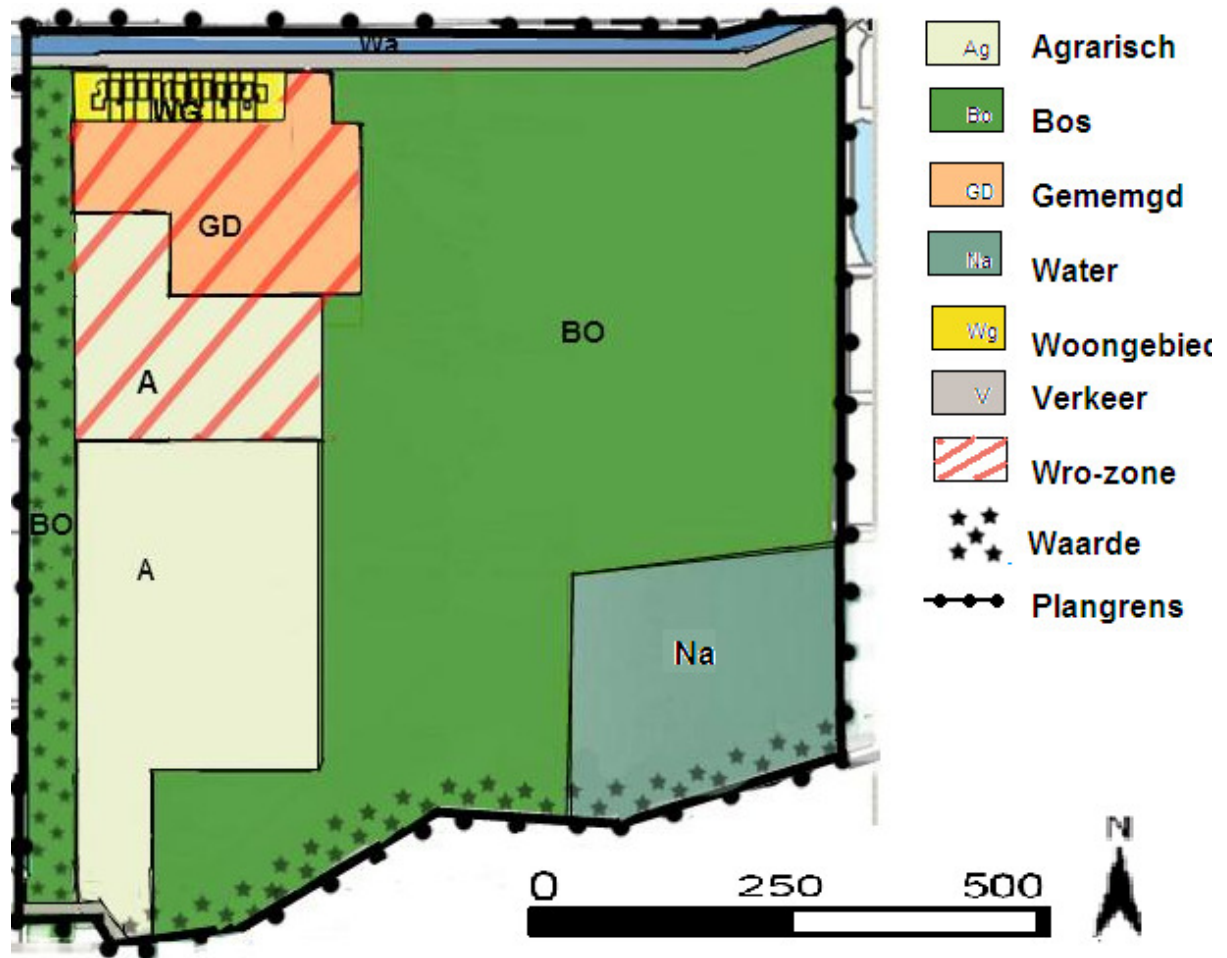 Wa
WG
GD
BO
A
BO
A
Na
Ag Agrarisch
Bo Bos
GD Gememgd
Na Water
Wg Woongebied
V Verkeer
Wro-zone
Waarde
Plangrens
0 250 500
N